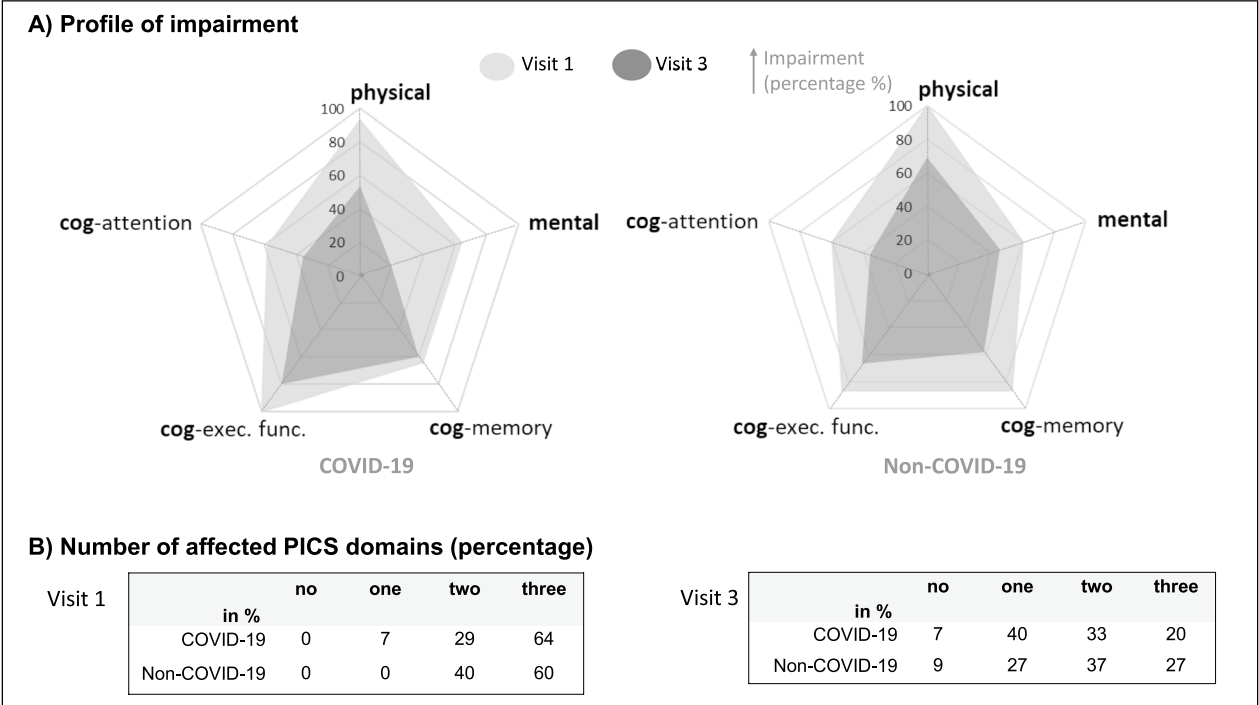 A) Profile of impairment
Visit 1
Visit 3
Impairment
(percentage %)
physical
100
80
60
40
20
0
cog-attention
mental
cog-exec. func.
cog-memory
COVID-19
physical
100
80
60
40
20
0
cog-attention
mental
cog-exec. func.
cog-memory
Non-COVID-19
B) Number of affected PICS domains (percentage)
Visit 1
no one two three
in %
COVID-19 0 7 29 64
Non-COVID-19 0 0 40 60
Visit 3
no one two three
in %
COVID-19 7 40 33 20
Non-COVID-19 9 27 37 27